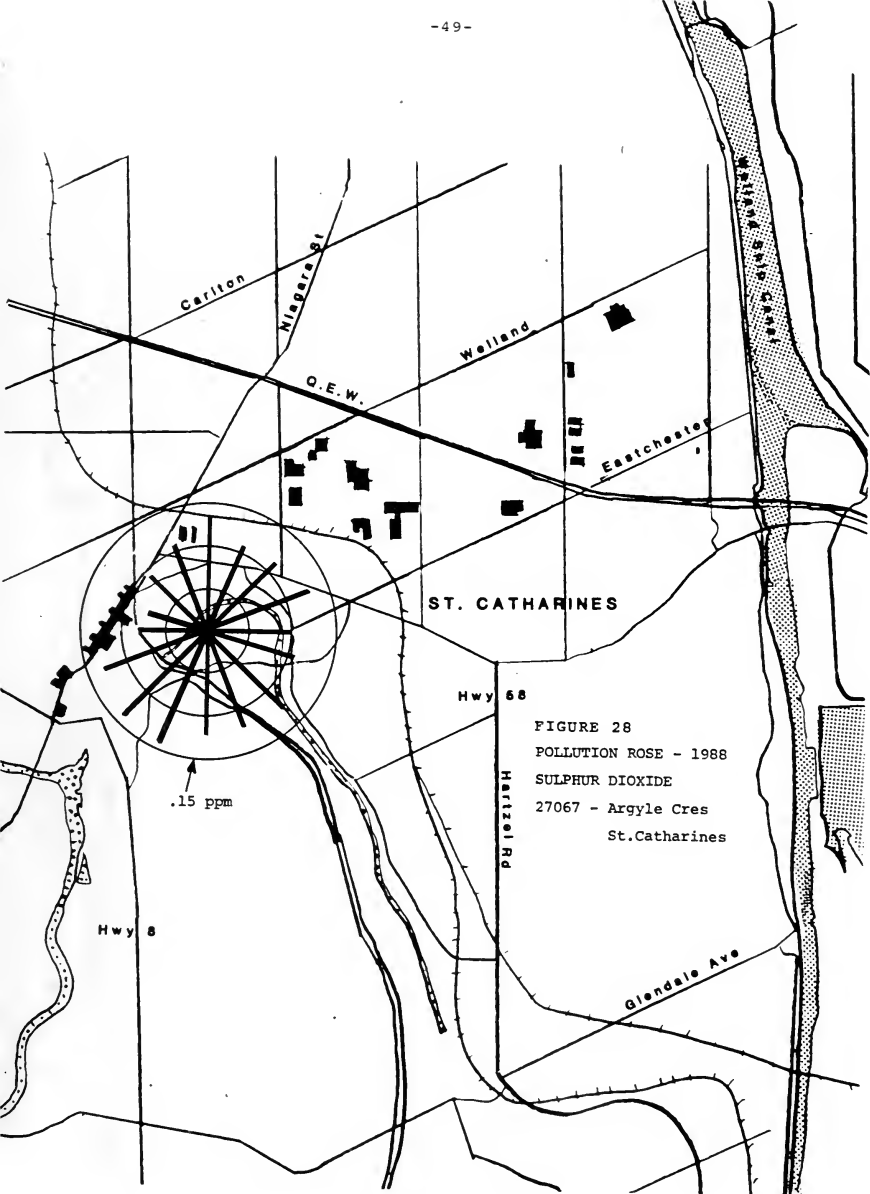 -49-
Welland Ship Canal
Niagara St
Carlton
Welland
Q.E.W.
Eastchester
ST. CATHARINES
Hwy 58
FIGURE 28
POLLUTION ROSE - 1988
SULPHUR DIOXIDE
27067 - Argyle Cres
St.Catharines
.15 ppm
Hartzel Rd
Hwy 8
Glendale Ave